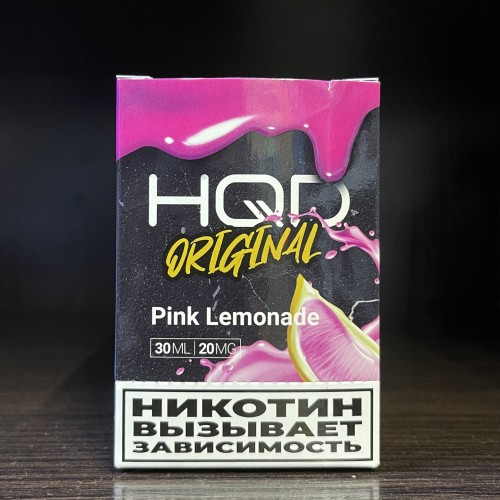 HQD
ORIGINAL
Pink Lemonade
30ML | 20MG
НИКОТИН
ВЫЗЫВАЕТ
ЗАВИСИМОСТЬ